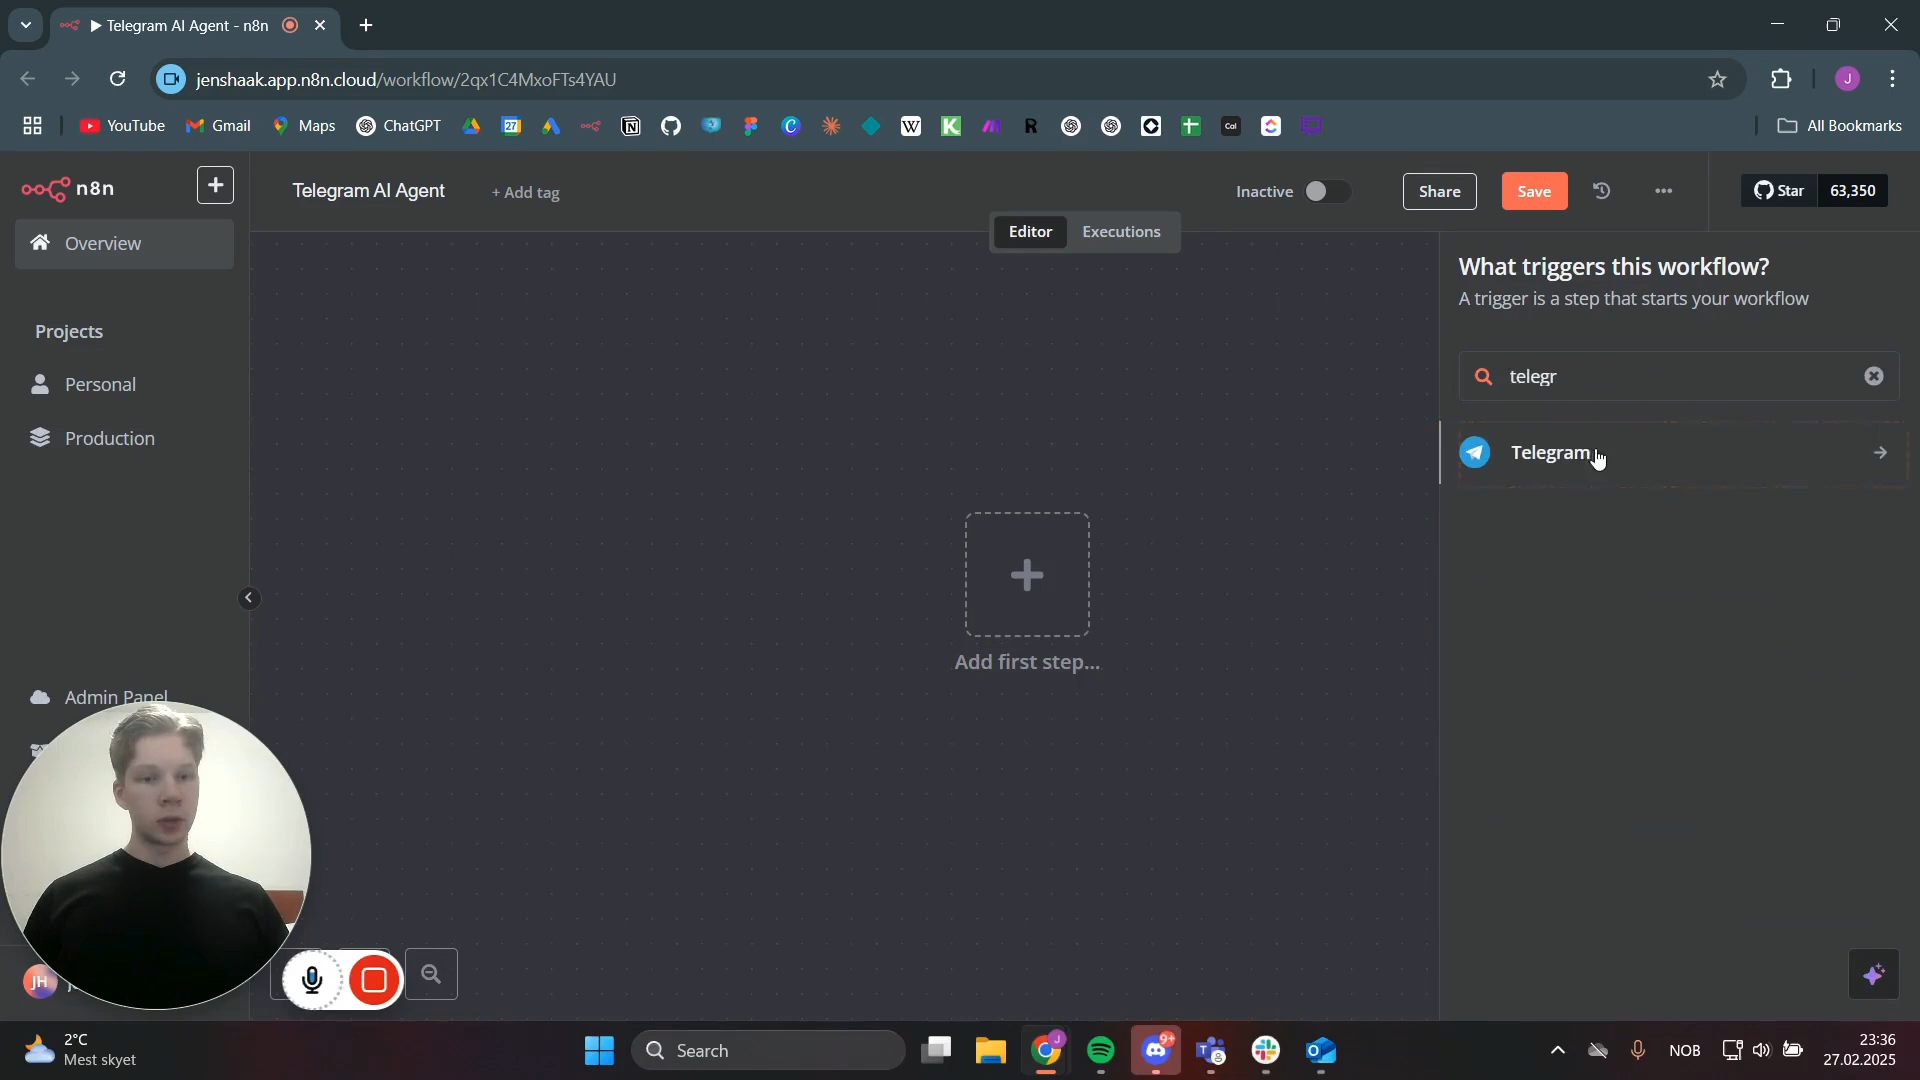 Telegram AI Agent - n8n
jenshaak.app.n8n.cloud/workflow/2qx1C4MxoFTs4YAU
YouTube
Gmail
Maps
ChatGPT
All Bookmarks
n8n
Telegram AI Agent
+ Add tag
Inactive
Share
Save
Star
63,350
Editor
Executions
Overview
Projects
Personal
Production
Admin Panel
JH
What triggers this workflow?
A trigger is a step that starts your workflow
telegr
Telegram
Add first step...
2°C
Mest skyet
Search
9+
NOB
23:36
27.02.2025